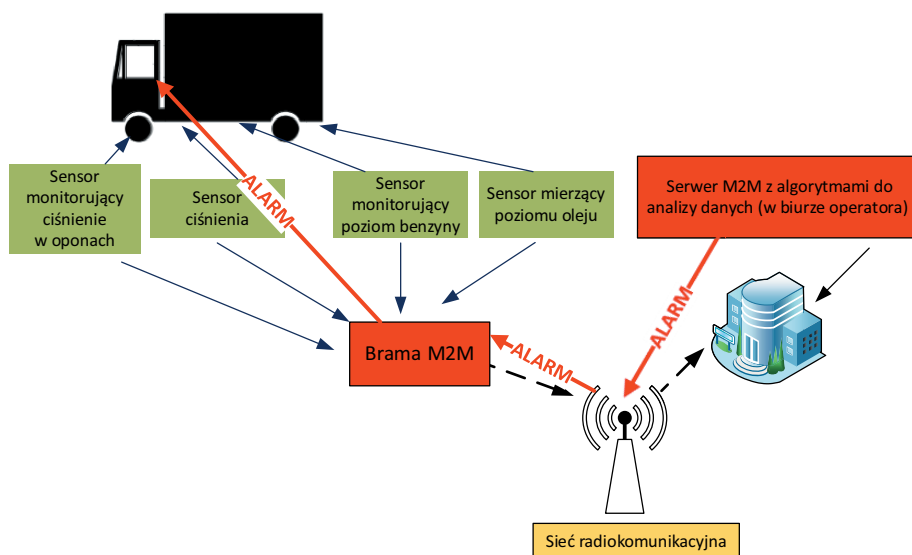 Sensor
monitorujący
ciśnienie
w oponach
Sensor
ciśnienia
ALARM
Sensor
monitorujący
poziom benzyny
Sensor mierzący
poziomu oleju
Serwer M2M z algorytmami do
analizy danych (w biurze operatora)
ALARM
Brama M2M
ALARM
Sieć radiokomunikacyjna